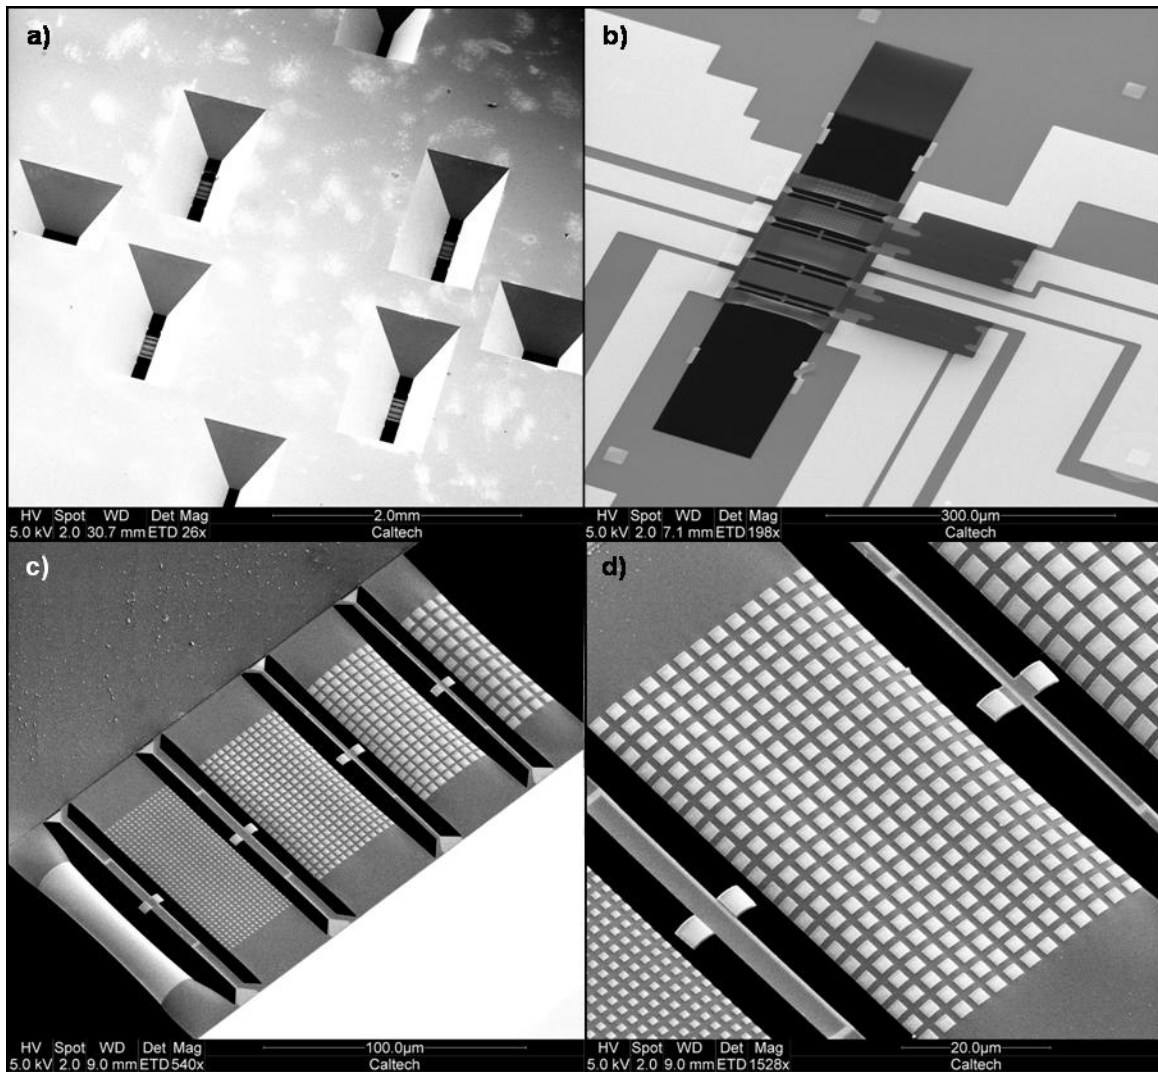 a)
HV Spot WD Det Mag 2.0mm
5.0 kV 2.0 30.7 mm ETD 26x Caltech
b)
HV Spot WD Det Mag 300.0µm
5.0 kV 2.0 7.1 mm ETD 198x Caltech
c)
HV Spot WD Det Mag 100.0µm
5.0 kV 2.0 9.0 mm ETD 540x Caltech
d)
HV Spot WD Det Mag 20.0µm
5.0 kV 2.0 9.0 mm ETD 1528x Caltech